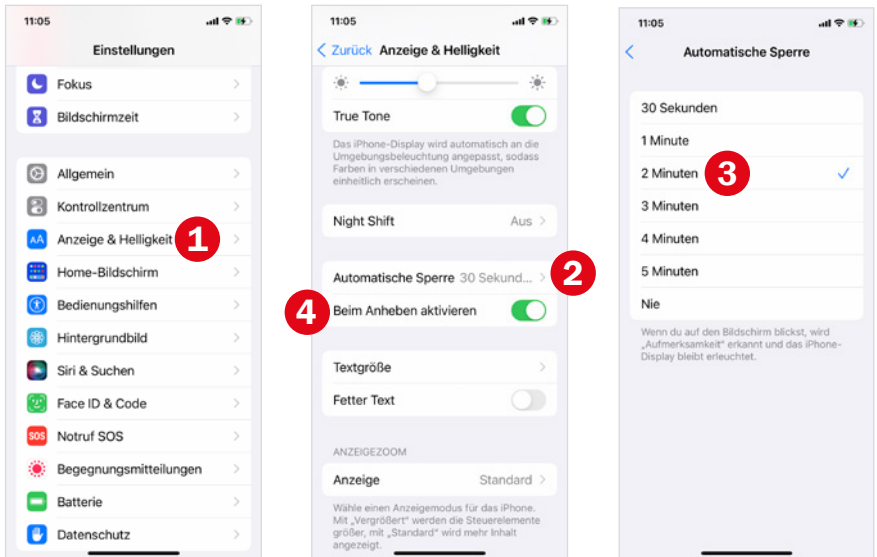 11:05
Einstellungen
Fokus
Bildschirmzeit
Allgemein
Kontrollzentrum
AA Anzeige & Helligkeit 1
Home-Bildschirm
Bedienungshilfen
Hintergrundbild
Siri & Suchen
Face ID & Code
SOS Notruf SOS
Begegnungsmitteilungen
Batterie
Datenschutz
11:05
Zurück Anzeige & Helligkeit
True Tone
Das iPhone-Display wird automatisch an die
Umgebungsbeleuchtung angepasst, sodass
Farben in verschiedenen Umgebungen
einheitlich erscheinen.
Night Shift Aus
Automatische Sperre 30 Sekund... 2
4 Beim Anheben aktivieren
Textgröße
Fetter Text
ANZEIGEZOOM
Anzeige Standard
Wähle einen Anzeigemodus für das iPhone.
Mit „Vergrößert“ werden die Steuerelemente
größer, mit „Standard“ wird mehr Inhalt
angezeigt.
11:05
Automatische Sperre
30 Sekunden
1 Minute
2 Minuten 3
3 Minuten
4 Minuten
5 Minuten
Nie
Wenn du auf den Bildschirm blickst, wird
„Aufmerksamkeit“ erkannt und das iPhone-
Display bleibt erleuchtet.